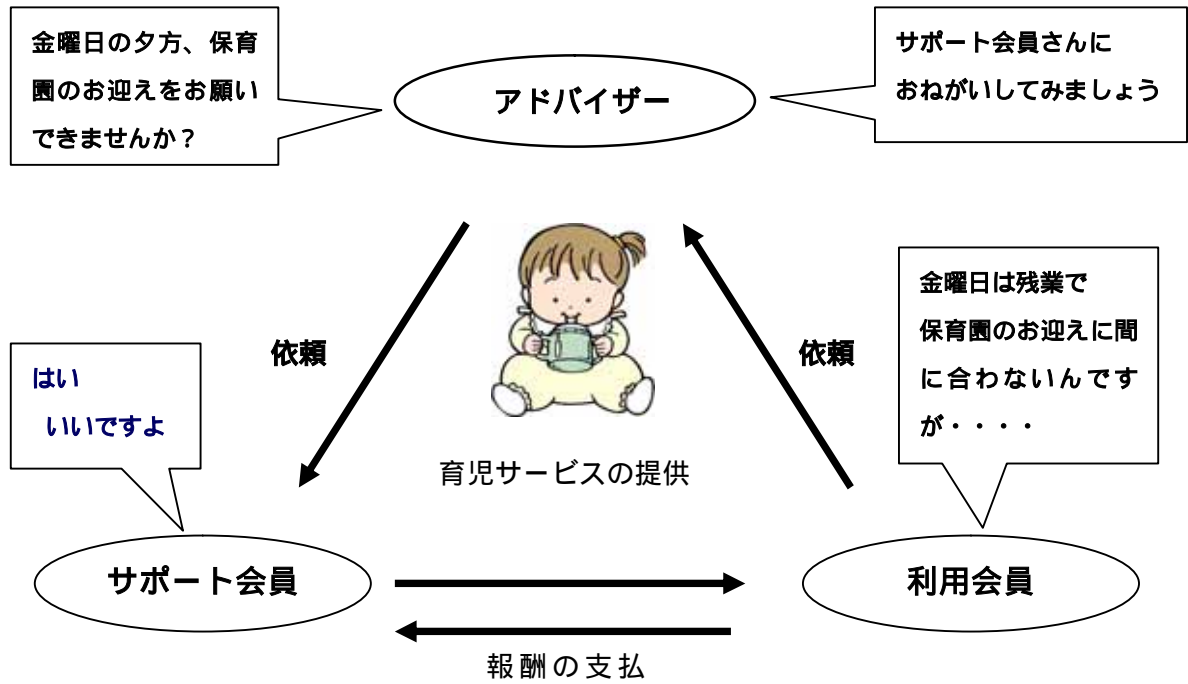 金曜日の夕方、保育
園のお迎えをお願い
できませんか？
アドバイザー
サポート会員さんに
おねがいしてみましょう
依頼
依頼
金曜日は残業で
保育園のお迎えに間
に合わないんです
が・・・・
はい
いいですよ
育児サービスの提供
サポート会員
利用会員
報酬の支払